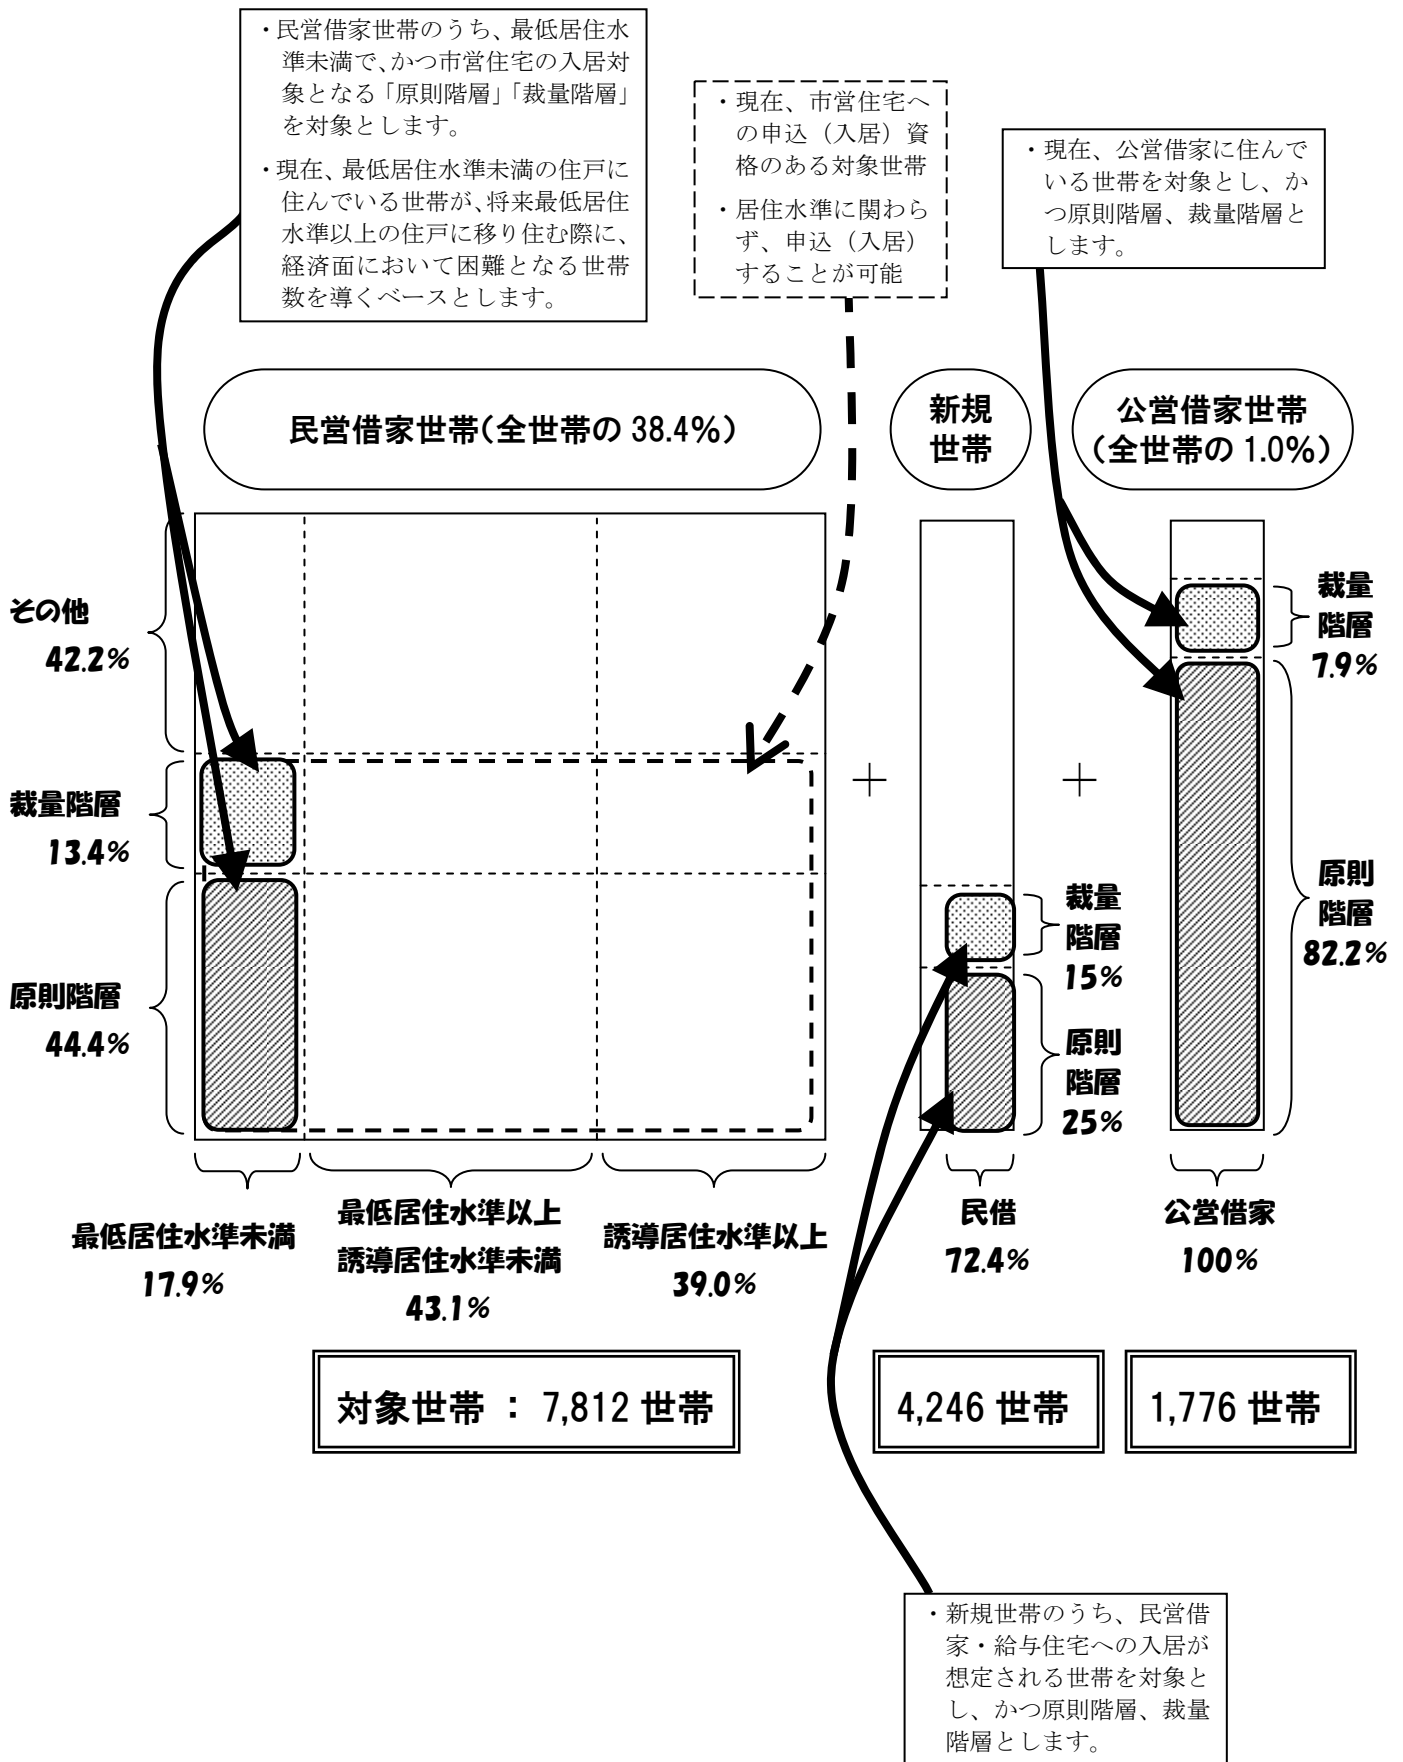 ・民営借家世帯のうち、最低居住水
準未満で、かつ市営住宅の入居対
象となる「原則階層」「裁量階層」
を対象とします。
・現在、最低居住水準未満の住戸に
住んでいる世帯が、将来最低居住
水準以上の住戸に移り住む際に、
経済面において困難となる世帯
数を導くベースとします。
・現在、市営住宅へ
の申込（入居）資
格のある対象世帯
・居住水準に関わら
ず、申込（入居）
することが可能
・現在、公営借家に住んで
いる世帯を対象とし、か
つ原則階層、裁量階層と
します。
民営借家世帯(全世帯の 38.4%)
新規
世帯
公営借家世帯
(全世帯の 1.0%)
その他
42.2%
裁量階層
13.4%
原則階層
44.4%
+
+
裁量
階層
15%
原則
階層
25%
裁量
階層
7.9%
原則
階層
82.2%
最低居住水準未満
17.9%
最低居住水準以上
誘導居住水準未満
43.1%
誘導居住水準以上
39.0%
民借
72.4%
公営借家
100%
対象世帯 ： 7,812 世帯
4,246 世帯
1,776 世帯
・新規世帯のうち、民営借
家・給与住宅への入居が
想定される世帯を対象と
し、かつ原則階層、裁量
階層とします。